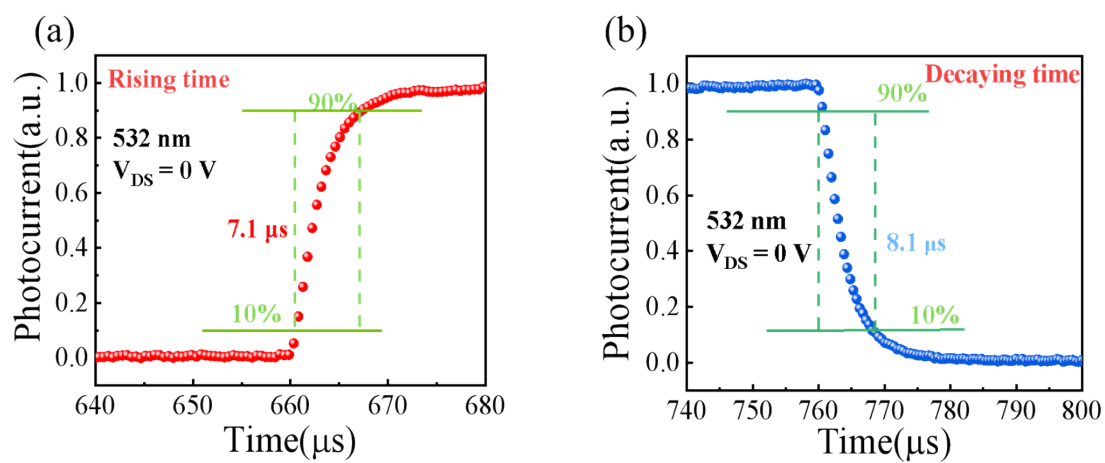 (a)
Rising time
90%
532 nm
V_DS = 0 V
7.1 μs
10%
Photocurrent(a.u.)
1.0
0.8
0.6
0.4
0.2
0.0
640
650
660
670
680
Time(μs)
(b)
Decaying time
90%
532 nm
V_DS = 0 V
8.1 μs
10%
Photocurrent(a.u.)
1.0
0.8
0.6
0.4
0.2
0.0
740
750
760
770
780
790
800
Time(μs)